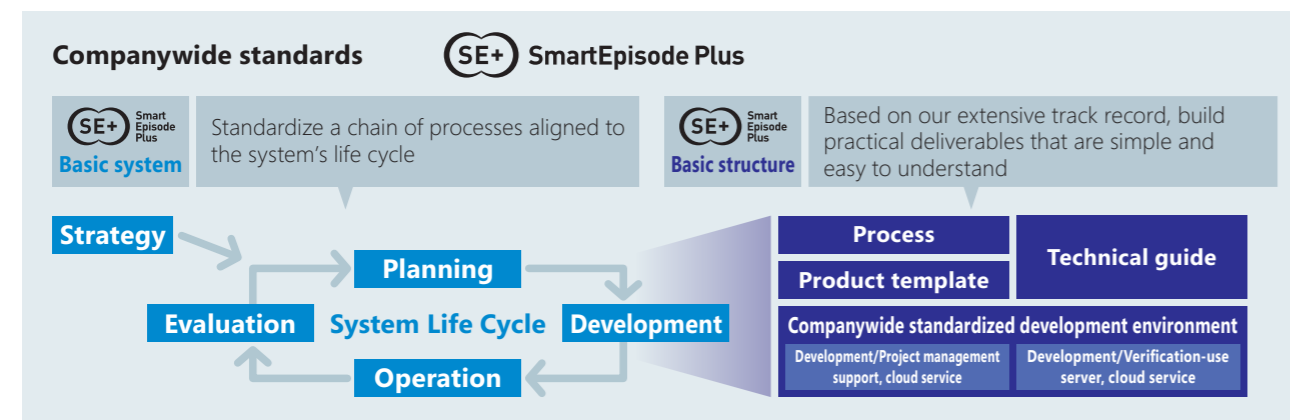 Companywide standards
SE+ SmartEpisode Plus
SE+ Smart
Episode
Plus
Basic system
Standardize a chain of processes aligned to
the system's life cycle
SE+ Smart
Episode
Plus
Basic structure
Based on our extensive track record, build
practical deliverables that are simple and
easy to understand
Strategy
Planning
Evaluation
System Life Cycle
Development
Operation
Process
Product template
Technical guide
Companywide standardized development environment
Development/Project management
support, cloud service
Development/Verification-use
server, cloud service